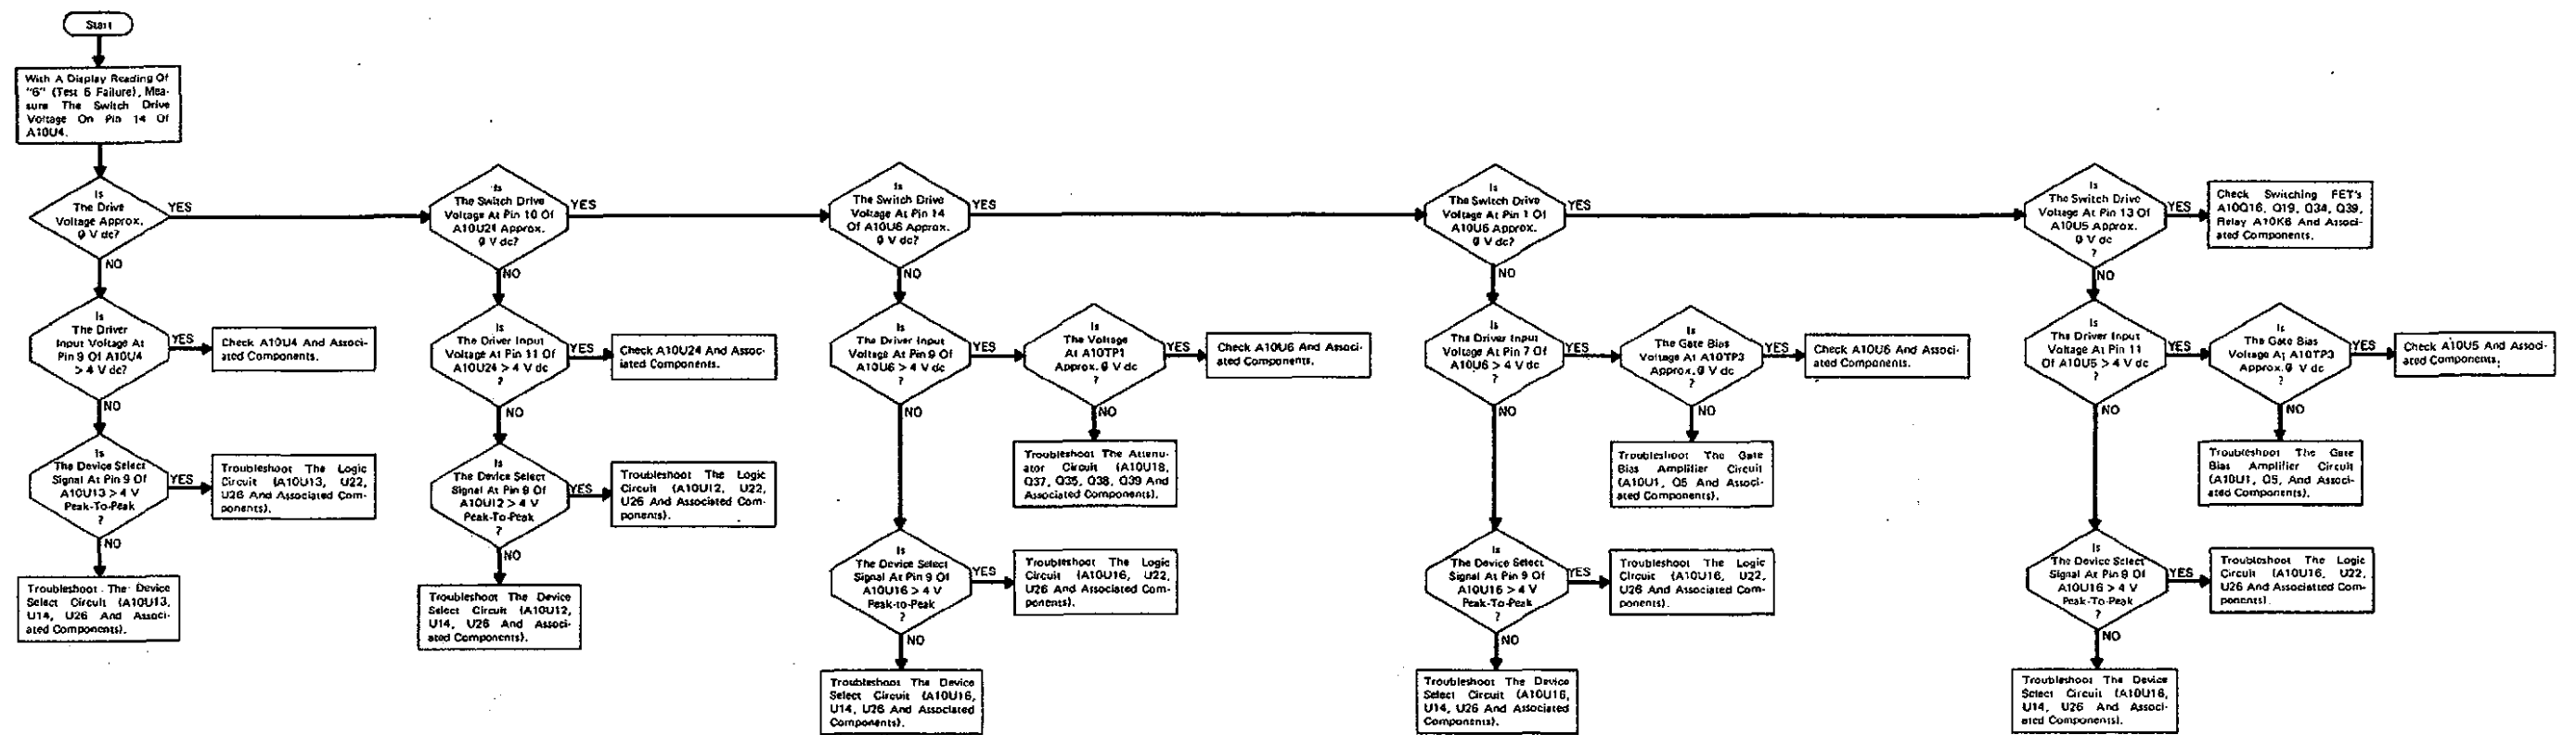 Start
With A Display Reading Of
"6" (Test 6 Failure), Mea-
sure The Switch Drive
Voltage On Pin 14 Of
A10U4.
Is
The Drive
Voltage Approx.
0 V dc?
YES
NO
Is
The Driver
Input Voltage At
Pin 9 Of A10U4
> 4 V dc?
YES
Check A10U4 And Associ-
ated Components.
NO
Is
The Device Select
Signal At Pin 9 Of
A10U13 > 4 V
Peak-To-Peak
?
YES
Troubleshoot The Logic
Circuit (A10U13, U22,
U26 And Associated Com-
ponents).
NO
Troubleshoot The Device
Select Circuit (A10U13,
U14, U26 And Associ-
ated Components).
Is
The Switch Drive
Voltage At Pin 10 Of
A10U24 Approx.
0 V dc?
YES
NO
Is
The Driver Input
Voltage At Pin 11 Of
A10U24 > 4 V dc
?
YES
Check A10U24 And Assoc-
iated Components.
NO
Is
The Device Select
Signal At Pin 9 Of
A10U12 > 4 V
Peak-To-Peak
?
YES
Troubleshoot The Logic
Circuit (A10U12, U22,
U26 And Associated Com-
ponents).
NO
Troubleshoot The Device
Select Circuit (A10U12,
U14, U26 And Associ-
ated Components).
Is
The Switch Drive
Voltage At Pin 14
Of A10U6 Approx.
0 V dc?
YES
NO
Is
The Driver Input
Voltage At Pin 9 Of
A10U6 > 4 V dc
?
YES
Is
The Voltage
At A10TP1
Approx. 0 V dc
?
YES
Check A10U6 And Associ-
ated Components.
NO
Troubleshoot The Attenu-
ator Circuit (A10U18,
Q37, Q35, Q38, Q39 And
Associated Components).
NO
Is
The Device Select
Signal At Pin 9 Of
A10U16 > 4 V
Peak-to-Peak
?
YES
Troubleshoot The Logic
Circuit (A10U16, U22,
U26 And Associated Com-
ponents).
NO
Troubleshoot The Device
Select Circuit (A10U16,
U14, U26 And Associated
Components).
Is
The Switch Drive
Voltage At Pin 1 Of
A10U6 Approx.
0 V dc?
YES
NO
Is
The Driver Input
Voltage At Pin 7 Of
A10U6 > 4 V dc
?
YES
Is
The Gate Bias
Voltage At A10TP3
Approx. 0 V dc
?
YES
Check A10U6 And Associ-
ated Components.
NO
Troubleshoot The Gate
Bias Amplifier Circuit
(A10U1, Q5 And Associ-
ated Components).
NO
Is
The Device Select
Signal At Pin 9 Of
A10U16 > 4 V
Peak-To-Peak
?
YES
Troubleshoot The Logic
Circuit (A10U16, U22,
U26 And Associated Com-
ponents).
NO
Troubleshoot The Device
Select Circuit (A10U16,
U14, U26 And Associated
Components).
Is
The Switch Drive
Voltage At Pin 13 Of
A10U5 Approx.
0 V dc
?
YES
Check Switching FET's
A10Q16, Q19, Q34, Q39,
Relay A10K6 And Associ-
ated Components.
NO
Is
The Driver Input
Voltage At Pin 11
Of A10U5 > 4 V dc
?
YES
Is
The Gate Bias
Voltage At A10TP3
Approx. 0 V dc
?
YES
Check A10U5 And Associ-
ated Components.
NO
Troubleshoot The Gate
Bias Amplifier Circuit
(A10U1, Q5, And Associ-
ated Components).
NO
Is
The Device Select
Signal At Pin 9 Of
A10U16 > 4 V
Peak-To-Peak
?
YES
Troubleshoot The Logic
Circuit (A10U16, U22,
U26 And Associated Com-
ponents).
NO
Troubleshoot The Device
Select Circuit (A10U16,
U14, U26 And Associ-
ated Components).